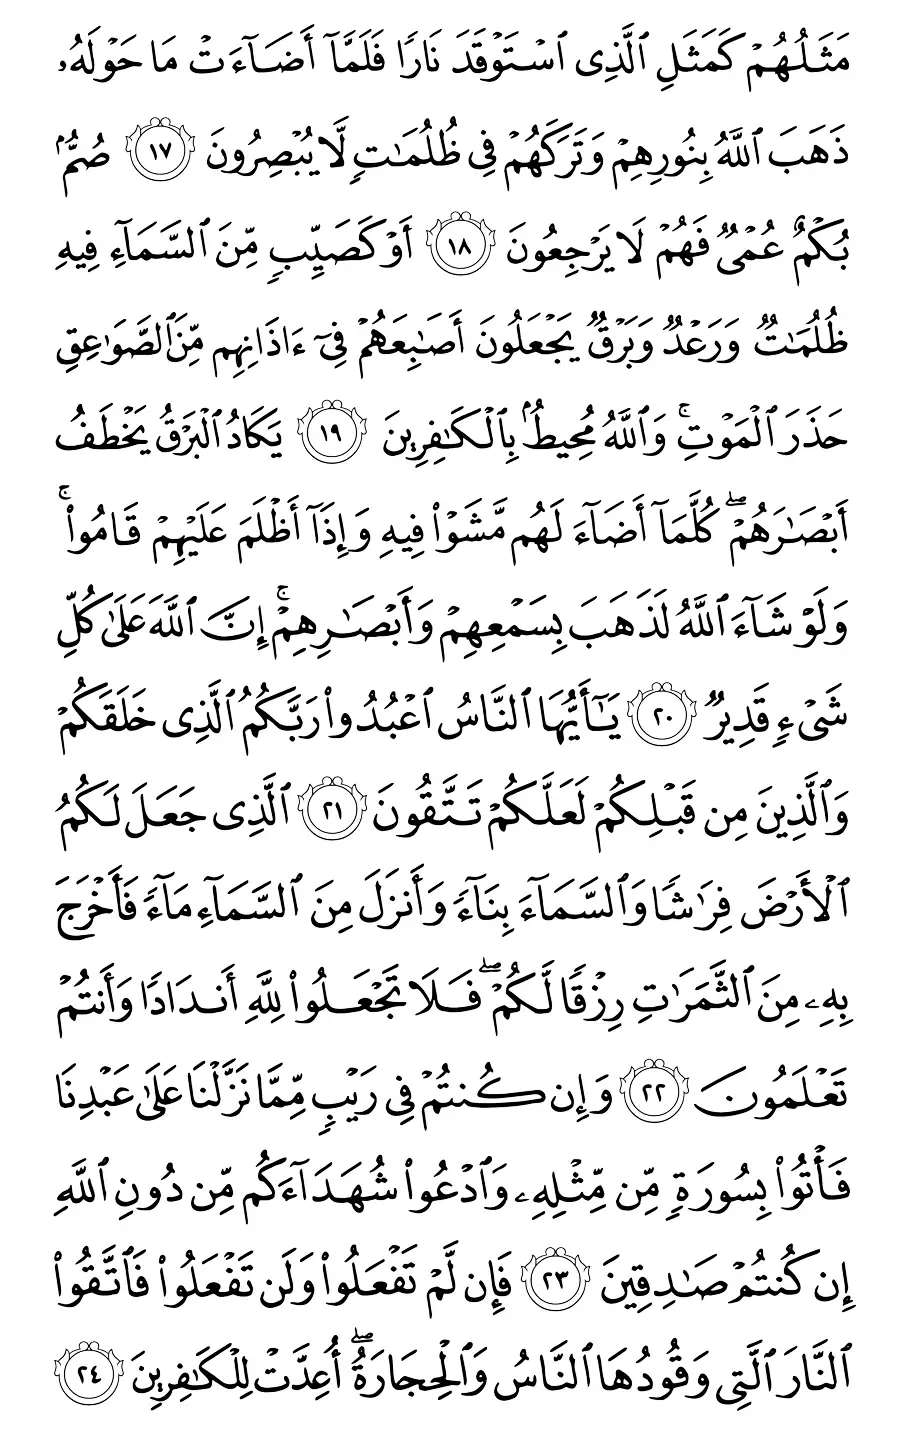 مَثَلُهُمْ كَمَثَلِ ٱلَّذِى ٱسْتَوْقَدَ نَارًا فَلَمَّآ أَضَآءَتْ مَا حَوْلَهُۥ
ذَهَبَ ٱللَّهُ بِنُورِهِمْ وَتَرَكَهُمْ فِى ظُلُمَـٰتٍ لَّا يُبْصِرُونَ ١٧ صُمٌّۢ
بُكْمٌ عُمْىٌ فَهُمْ لَا يَرْجِعُونَ ١٨ أَوْ كَصَيِّبٍ مِّنَ ٱلسَّمَآءِ فِيهِ
ظُلُمَـٰتٌ وَرَعْدٌ وَبَرْقٌ يَجْعَلُونَ أَصَـٰبِعَهُمْ فِىٓ ءَاذَانِهِم مِّنَ ٱلصَّوَٰعِقِ
حَذَرَ ٱلْمَوْتِ ۚ وَٱللَّهُ مُحِيطٌۢ بِٱلْكَـٰفِرِينَ ١٩ يَكَادُ ٱلْبَرْقُ يَخْطَفُ
أَبْصَـٰرَهُمْ ۖ كُلَّمَآ أَضَآءَ لَهُم مَّشَوْا۟ فِيهِ وَإِذَآ أَظْلَمَ عَلَيْهِمْ قَامُوا۟ ۚ
وَلَوْ شَآءَ ٱللَّهُ لَذَهَبَ بِسَمْعِهِمْ وَأَبْصَـٰرِهِمْ ۚ إِنَّ ٱللَّهَ عَلَىٰ كُلِّ
شَىْءٍ قَدِيرٌ ٢٠ يَـٰٓأَيُّهَا ٱلنَّاسُ ٱعْبُدُوا۟ رَبَّكُمُ ٱلَّذِى خَلَقَكُمْ
وَٱلَّذِينَ مِن قَبْلِكُمْ لَعَلَّكُمْ تَتَّقُونَ ٢١ ٱلَّذِى جَعَلَ لَكُمُ
ٱلْأَرْضَ فِرَٰشًا وَٱلسَّمَآءَ بِنَآءً وَأَنزَلَ مِنَ ٱلسَّمَآءِ مَآءً فَأَخْرَجَ
بِهِۦ مِنَ ٱلثَّمَرَٰتِ رِزْقًا لَّكُمْ ۖ فَلَا تَجْعَلُوا۟ لِلَّهِ أَندَادًا وَأَنتُمْ
تَعْلَمُونَ ٢٢ وَإِن كُنتُمْ فِى رَيْبٍ مِّمَّا نَزَّلْنَا عَلَىٰ عَبْدِنَا
فَأْتُوا۟ بِسُورَةٍ مِّن مِّثْلِهِۦ وَٱدْعُوا۟ شُهَدَآءَكُم مِّن دُونِ ٱللَّهِ
إِن كُنتُمْ صَـٰدِقِينَ ٢٣ فَإِن لَّمْ تَفْعَلُوا۟ وَلَن تَفْعَلُوا۟ فَٱتَّقُوا۟
ٱلنَّارَ ٱلَّتِى وَقُودُهَا ٱلنَّاسُ وَٱلْحِجَارَةُ ۖ أُعِدَّتْ لِلْكَـٰفِرِينَ ٢٤